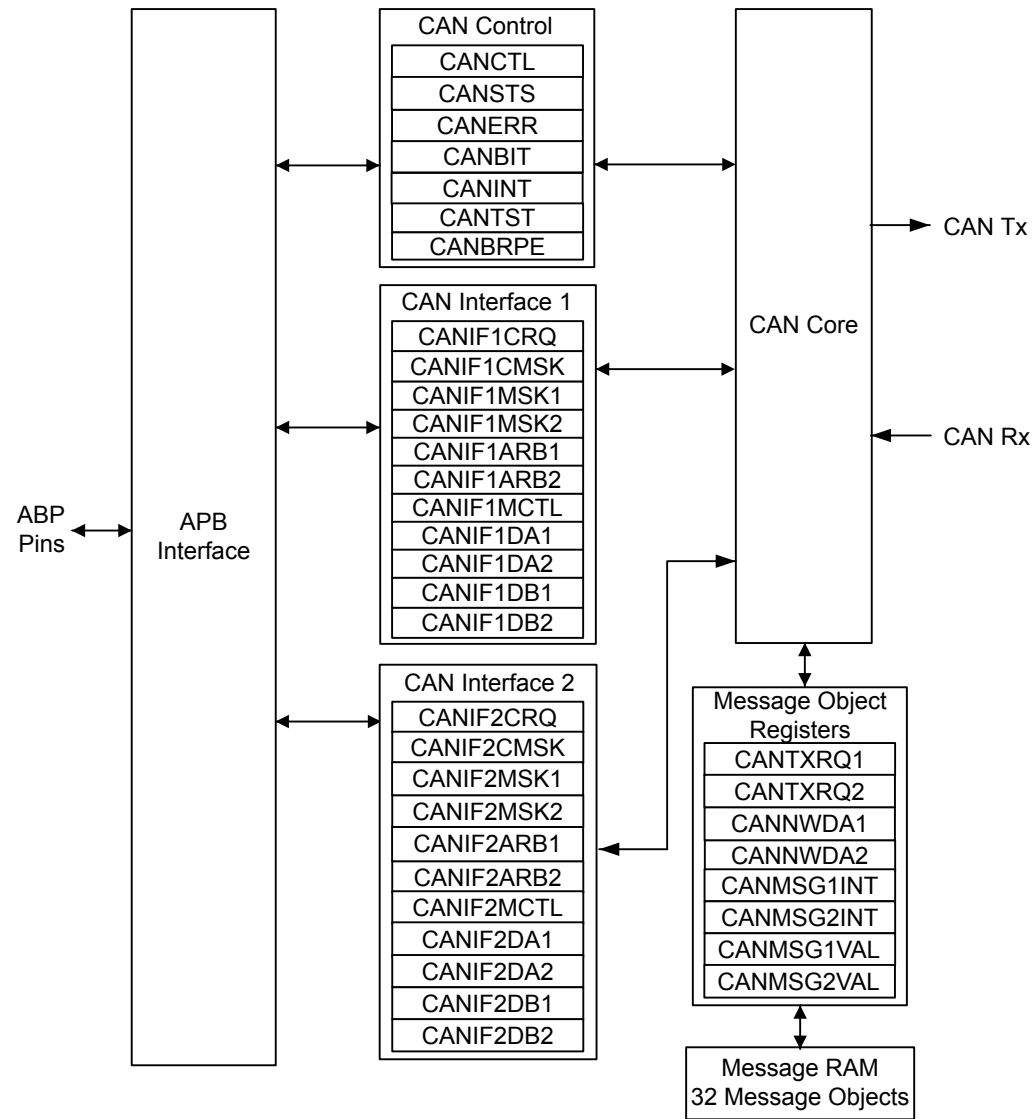 CAN Control
CANCTL
CANSTS
CANERR
CANBIT
CANINT
CANTST
CANBRPE
CAN Interface 1
CANIF1CRQ
CANIF1CMSK
CANIF1MSK1
CANIF1MSK2
CANIF1ARB1
CANIF1ARB2
CANIF1MCTL
CANIF1DA1
CANIF1DA2
CANIF1DB1
CANIF1DB2
CAN Interface 2
CANIF2CRQ
CANIF2CMSK
CANIF2MSK1
CANIF2MSK2
CANIF2ARB1
CANIF2ARB2
CANIF2MCTL
CANIF2DA1
CANIF2DA2
CANIF2DB1
CANIF2DB2
ABP
Pins
APB
Interface
CAN Core
CAN Tx
CAN Rx
Message Object
Registers
CANTXRQ1
CANTXRQ2
CANNWDA1
CANNWDA2
CANMSG1INT
CANMSG2INT
CANMSG1VAL
CANMSG2VAL
Message RAM
32 Message Objects